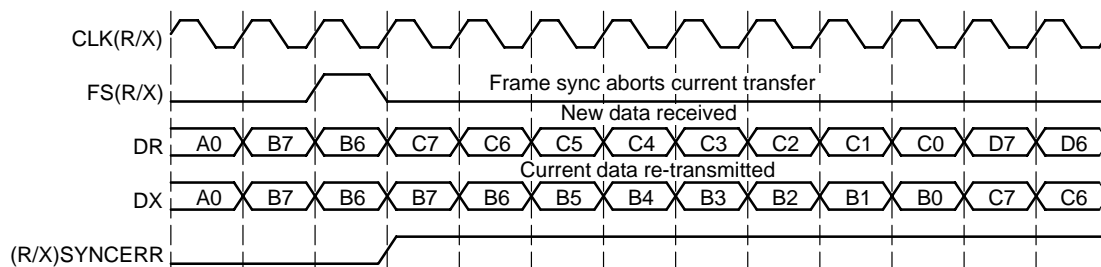 CLK(R/X)
FS(R/X)
Frame sync aborts current transfer
New data received
DR A0 B7 B6 C7 C6 C5 C4 C3 C2 C1 C0 D7 D6
Current data re-transmitted
DX A0 B7 B6 B7 B6 B5 B4 B3 B2 B1 B0 C7 C6
(R/X)SYNCERR